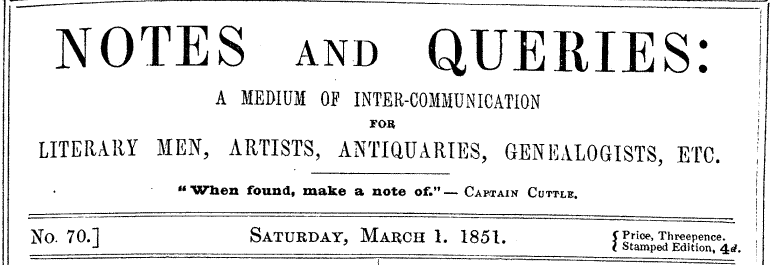 NOTES AND QUERIES:
A MEDIUM OF INTER-COMMUNICATION
FOR
LITERARY MEN, ARTISTS, ANTIQUARIES, GENEALOGISTS, ETC.
"When found, make a note of."— CAPTAIN CUTTLE.
No. 70.] SATURDAY, MARCH 1. 1851. { Price, Threepence.
{ Stamped Edition, 4d.